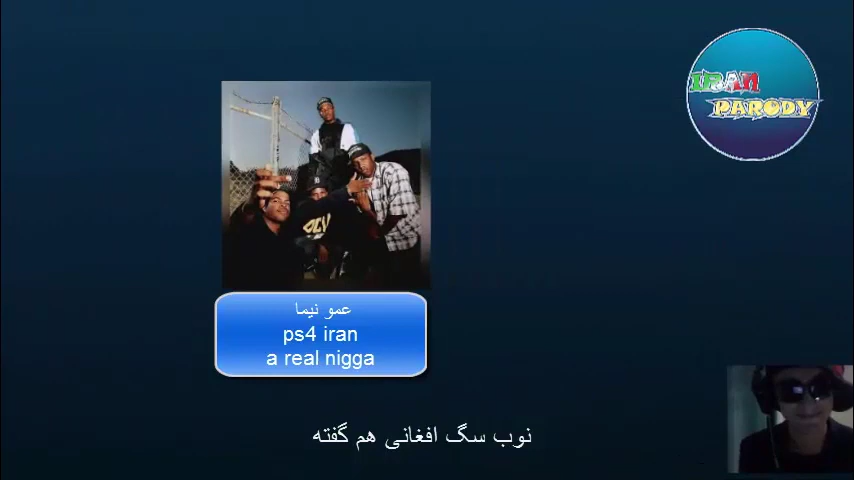 IRAN
PARODY
عمو نیما
ps4 iran
a real nigga
نوب سگ افغانی هم گفته